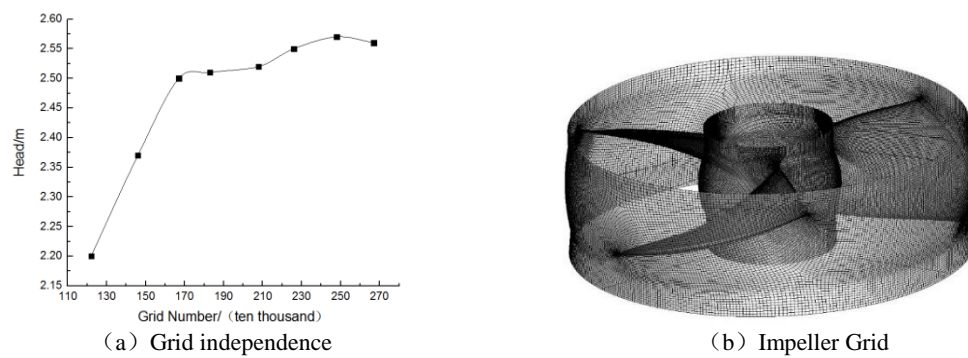 2.60
2.55
2.50
2.45
2.40
2.35
2.30
2.25
2.20
2.15
Head/m
110 130 150 170 190 210 230 250 270
Grid Number/（ten thousand）
（a）Grid independence
（b）Impeller Grid